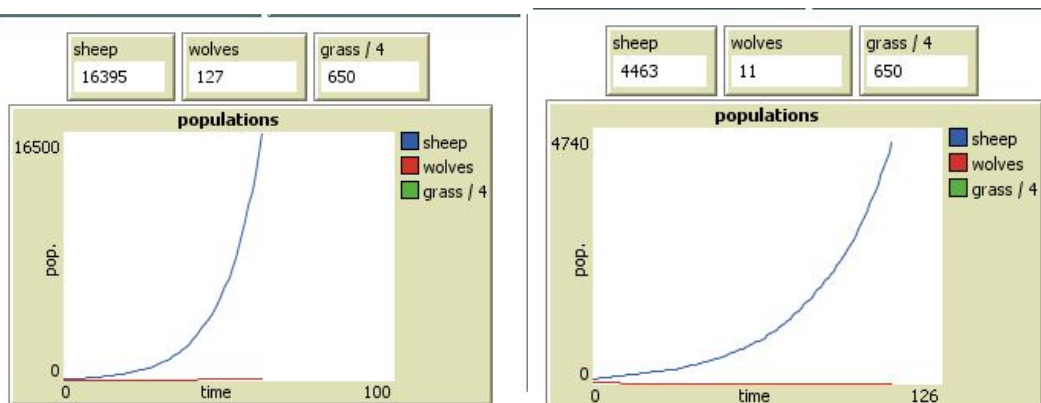 sheep
16395
wolves
127
grass / 4
650
populations
16500
pop.
0
0
time
100
sheep
wolves
grass / 4
sheep
4463
wolves
11
grass / 4
650
populations
4740
pop.
0
0
time
126
sheep
wolves
grass / 4